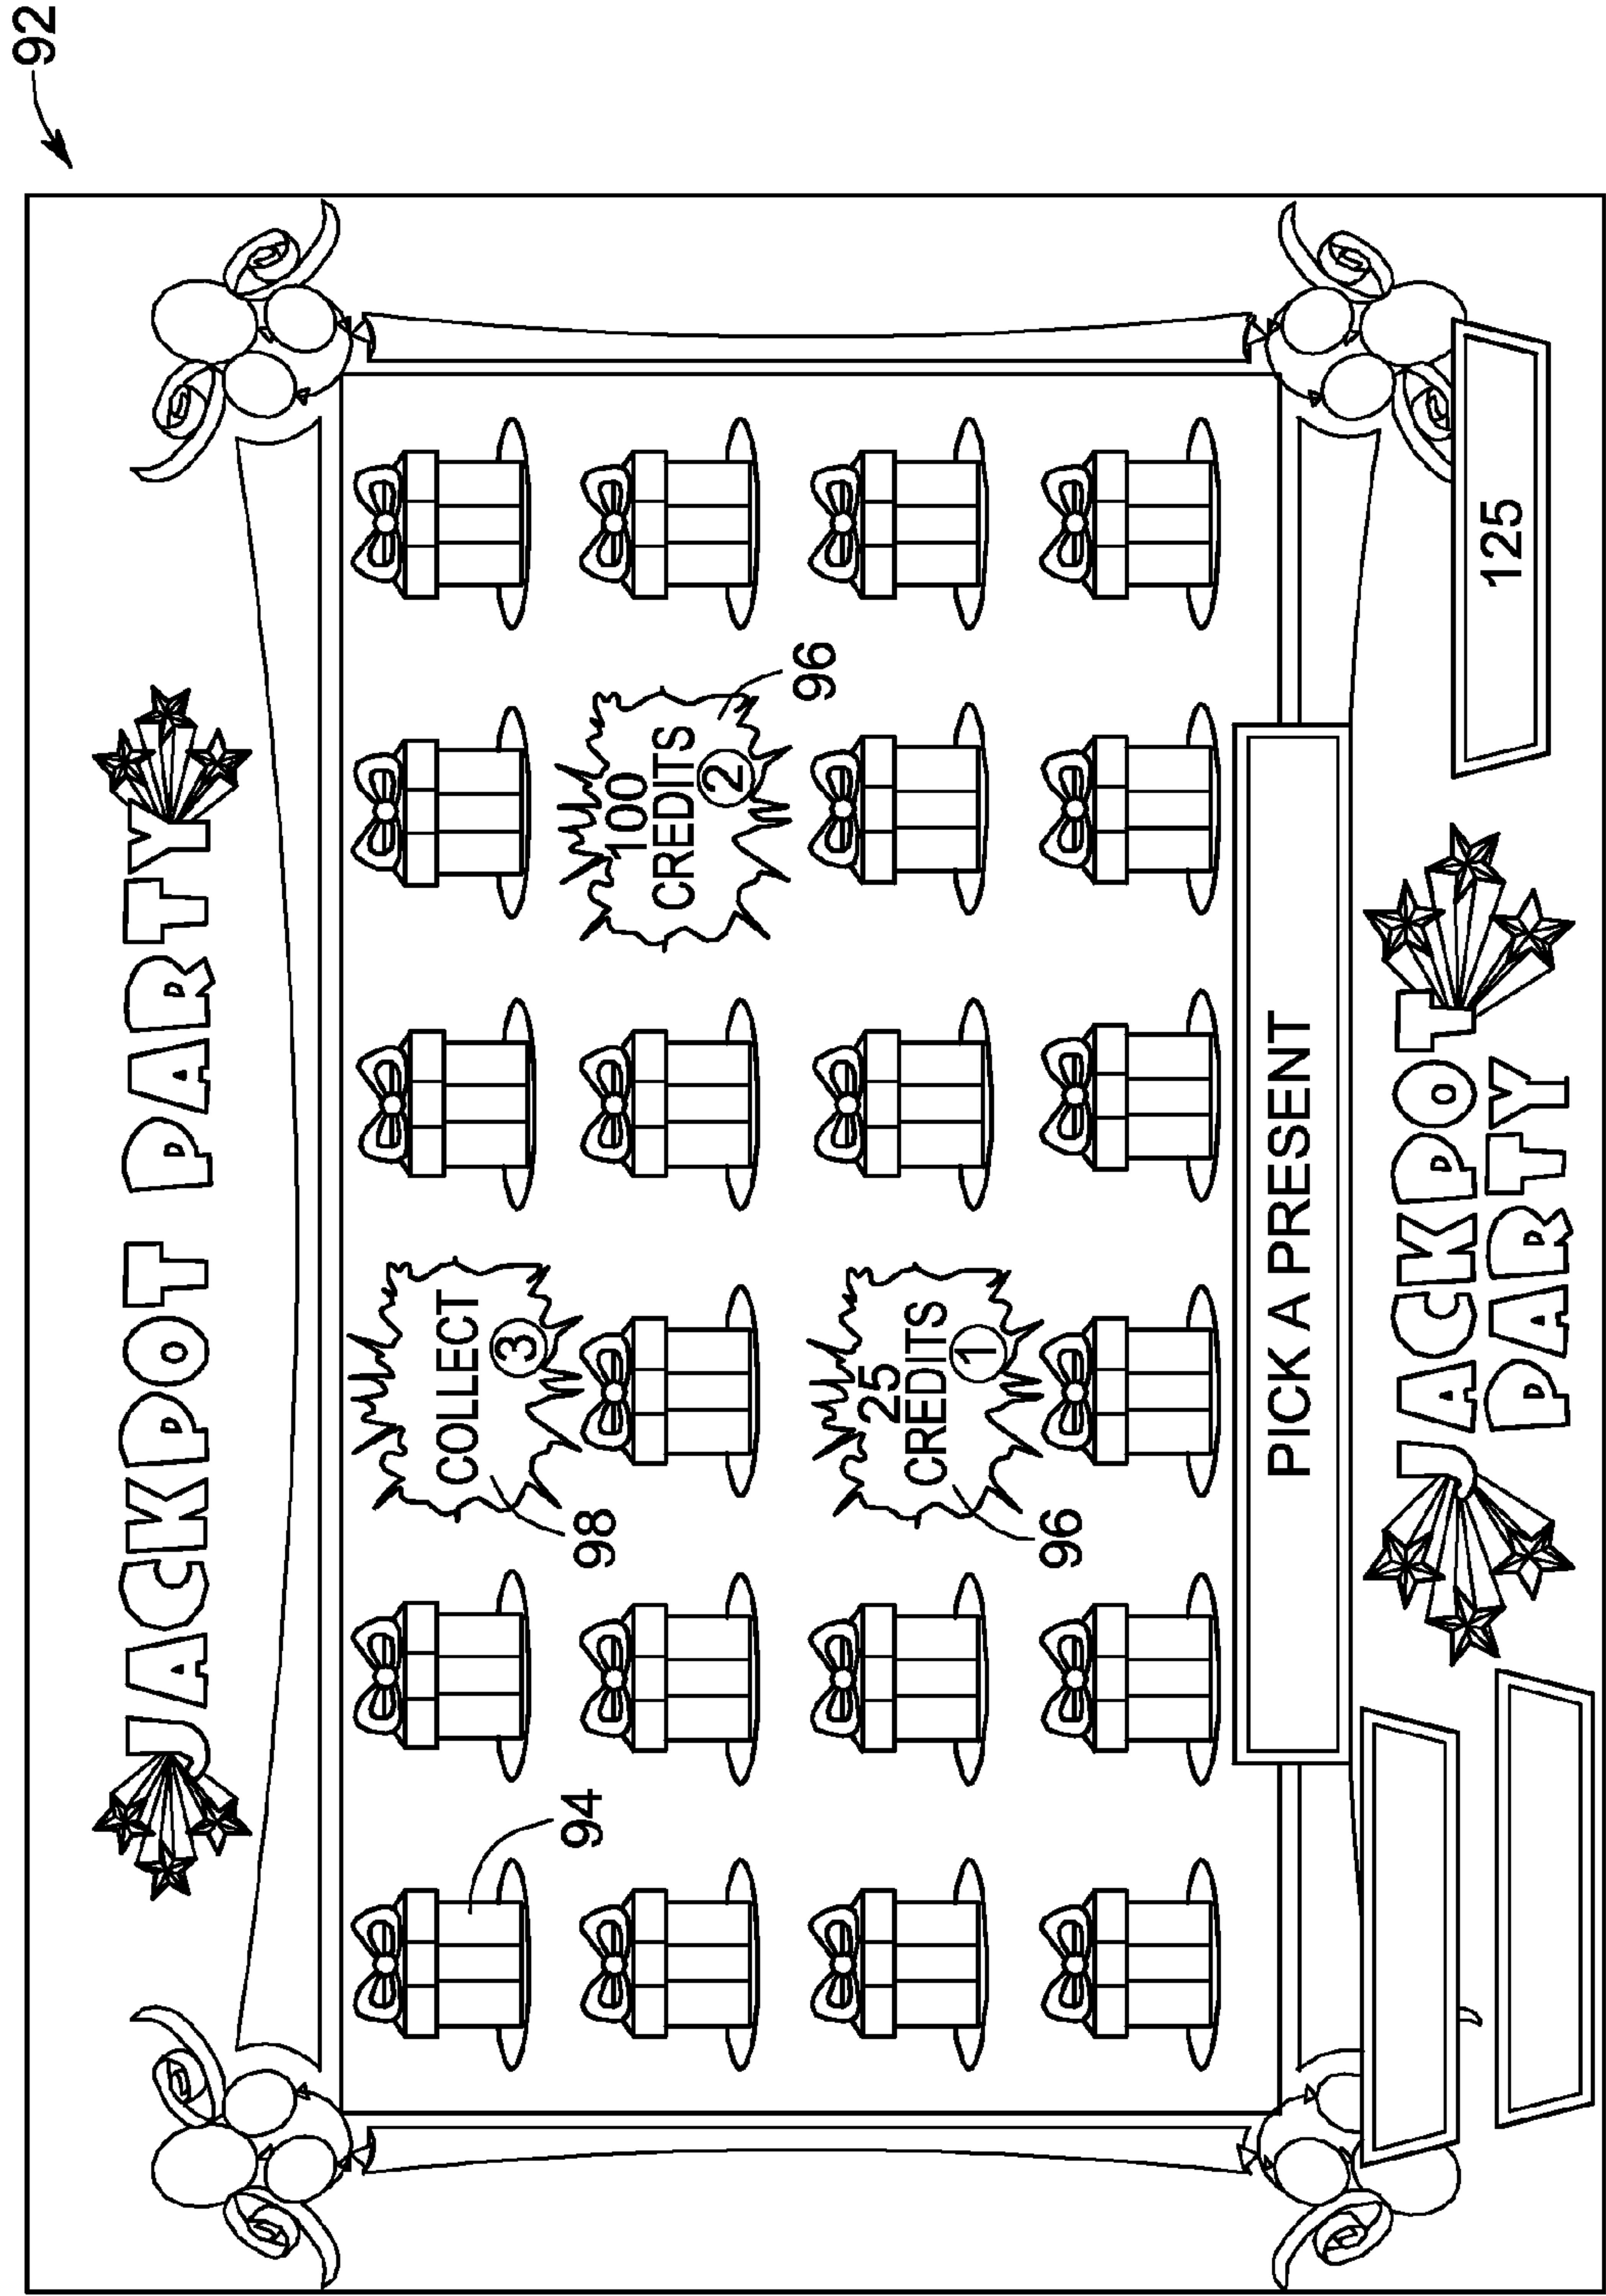 92
JACKPOT PARTY
94
COLLECT
3
98
100
CREDITS
2
96
25
CREDITS
1
96
PICK A PRESENT
JACKPOT
PARTY
125